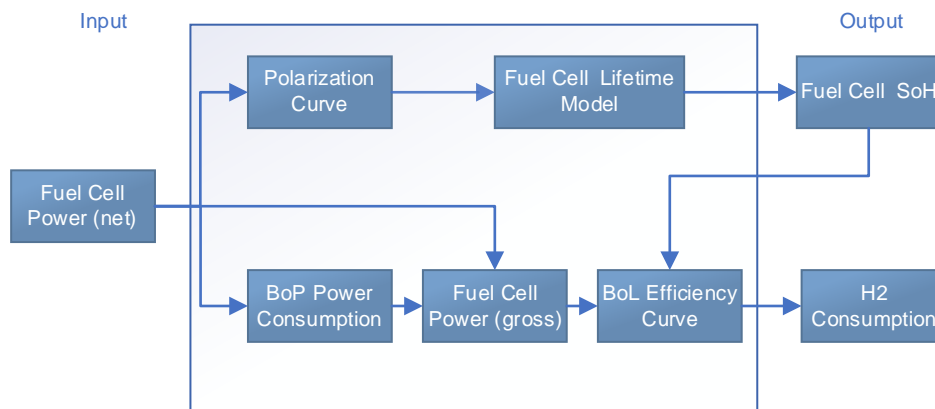 Input
Output
Polarization
Curve
Fuel Cell Lifetime
Model
Fuel Cell SoH
Fuel Cell
Power (net)
BoP Power
Consumption
Fuel Cell
Power (gross)
BoL Efficiency
Curve
H2
Consumption